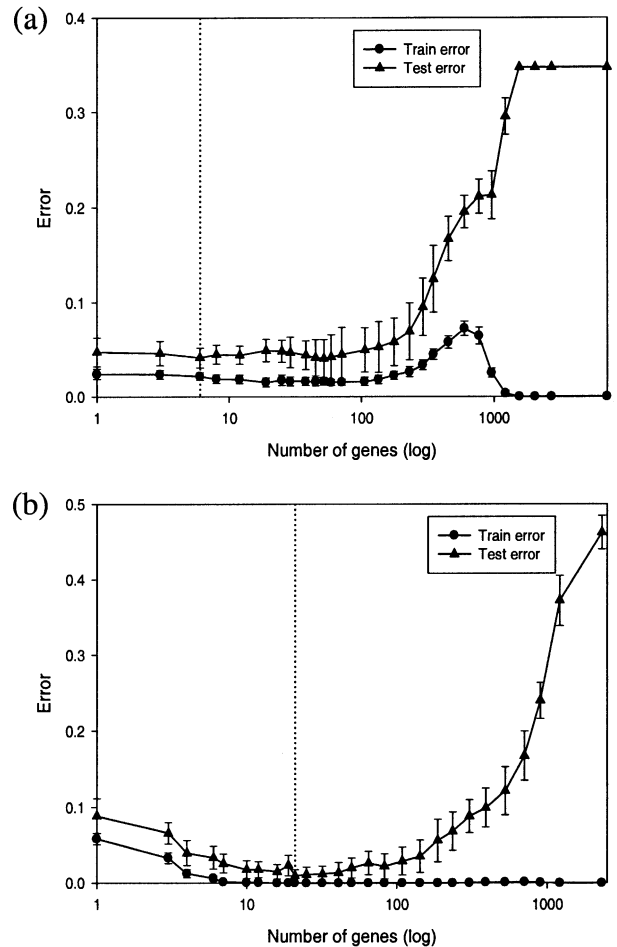 (a)
0.4
0.3
0.2
0.1
0.0
Error
Train error
Test error
1
10
100
1000
Number of genes (log)
(b)
0.5
0.4
0.3
0.2
0.1
0.0
Error
Train error
Test error
1
10
100
1000
Number of genes (log)